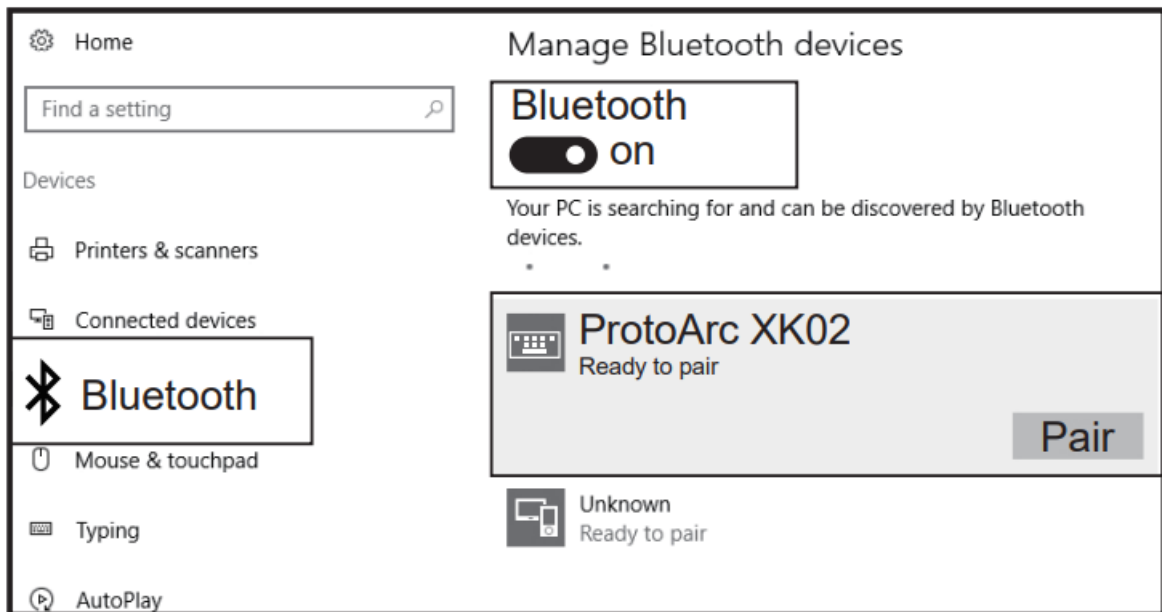 Home
Find a setting
Devices
Printers & scanners
Connected devices
Bluetooth
Mouse & touchpad
Typing
AutoPlay
Manage Bluetooth devices
Bluetooth
on
Your PC is searching for and can be discovered by Bluetooth
devices.
ProtoArc XK02
Ready to pair
Pair
Unknown
Ready to pair